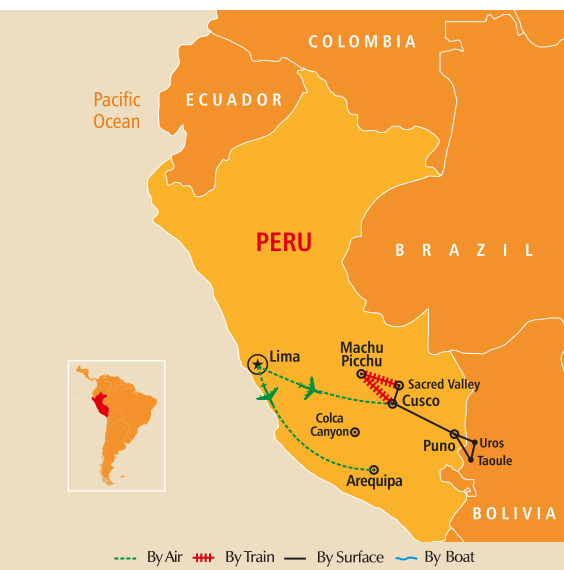 COLOMBIA
Pacific
Ocean
ECUADOR
PERU
BRAZIL
Lima
Machu
Picchu
Sacred Valley
Cusco
Colca
Canyon
Puno
Uros
Taoule
Arequipa
BOLIVIA
By Air By Train By Surface By Boat